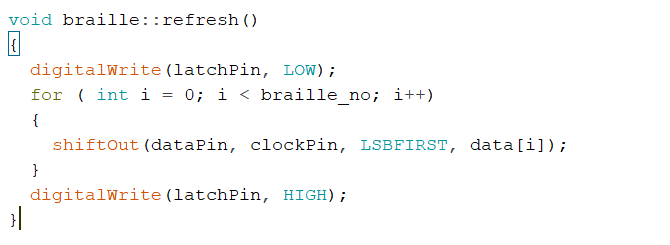 void braille::refresh()
{
  digitalWrite(latchPin, LOW);
  for ( int i = 0; i < braille_no; i++)
  {
    shiftOut(dataPin, clockPin, LSBFIRST, data[i]);
  }
  digitalWrite(latchPin, HIGH);
}